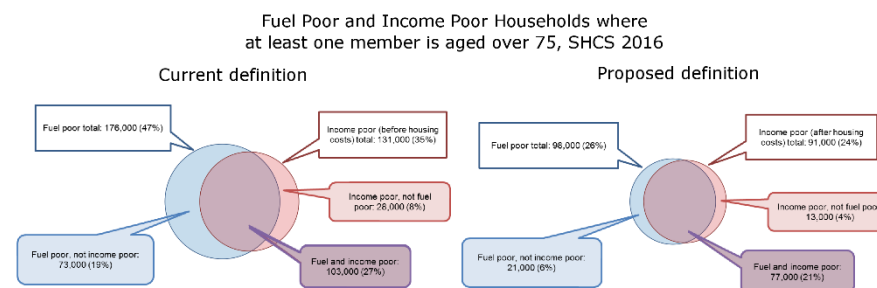 Fuel Poor and Income Poor Households where
at least one member is aged over 75, SHCS 2016
Current definition
Fuel poor total: 176,000 (47%)
Income poor (before housing
costs) total: 131,000 (35%)
Income poor, not fuel
poor: 28,000 (8%)
Fuel poor, not income poor:
73,000 (19%)
Fuel and income poor:
103,000 (27%)
Proposed definition
Fuel poor total: 98,000 (26%)
Income poor (after housing
costs) total: 91,000 (24%)
Income poor, not fuel poor:
13,000 (4%)
Fuel poor, not income poor:
21,000 (6%)
Fuel and income poor:
77,000 (21%)